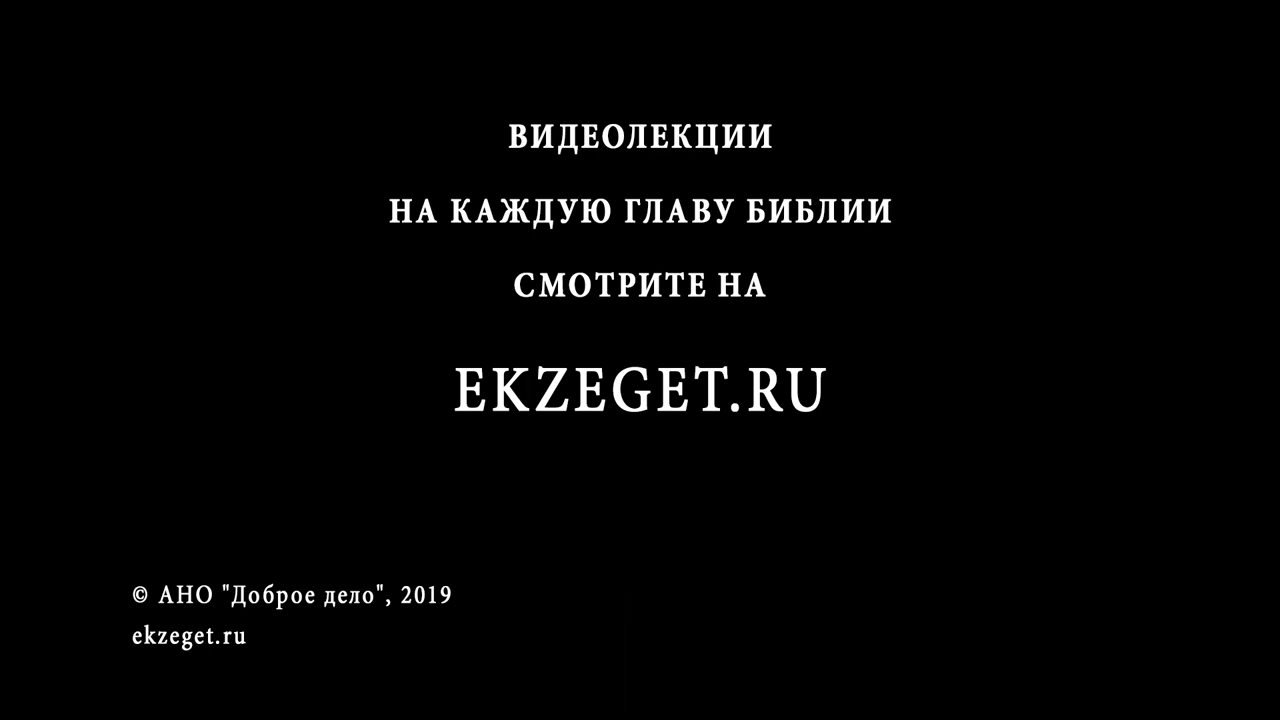 ВИДЕОЛЕКЦИИ
НА КАЖДУЮ ГЛАВУ БИБЛИИ
СМОТРИТЕ НА
EKZEGET.RU
© АНО "Доброе дело", 2019
ekzeget.ru